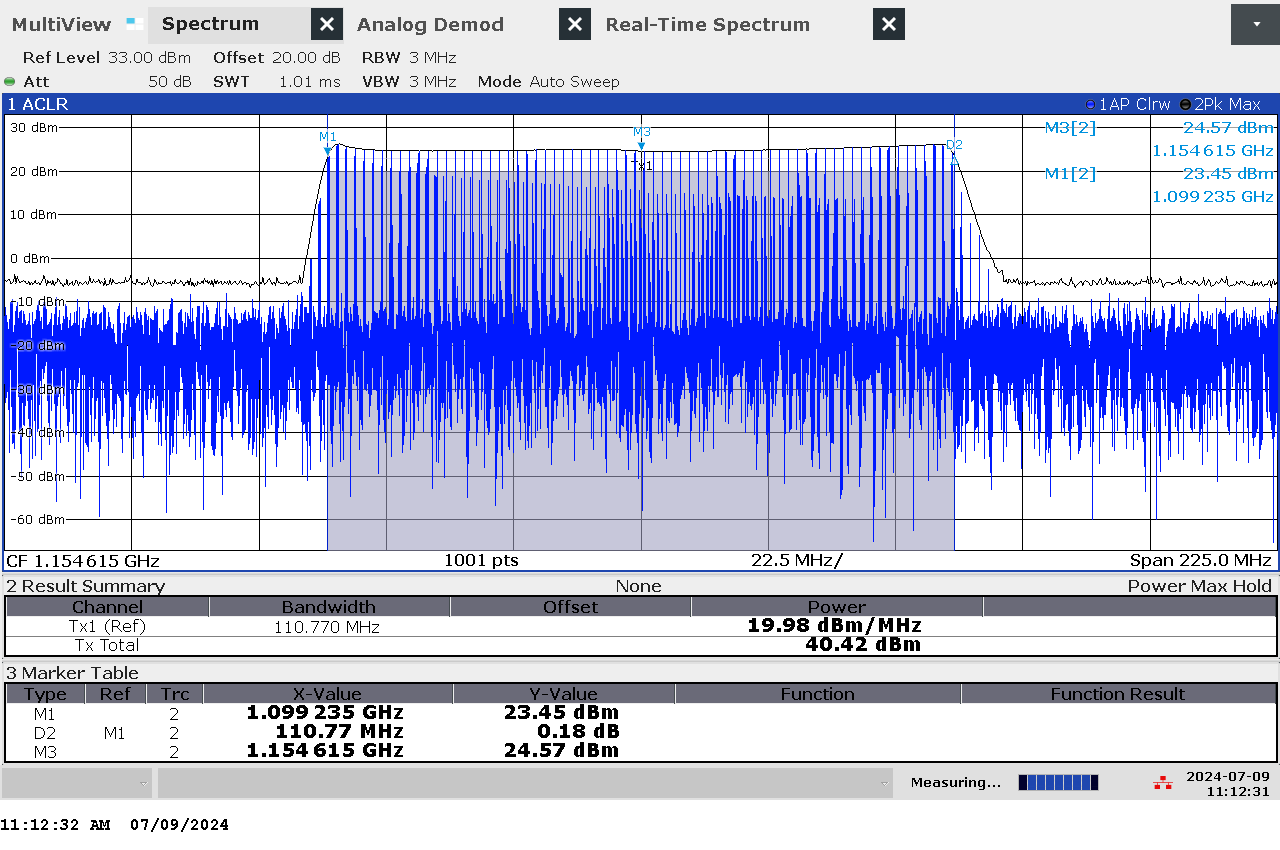 MultiView Spectrum Analog Demod Real-Time Spectrum
Ref Level 33.00 dBm Offset 20.00 dB RBW 3 MHz
Att 50 dB SWT 1.01 ms VBW 3 MHz Mode Auto Sweep
1 ACLR 1AP Clrw 2Pk Max
M3[2] 24.57 dBm
1.154 615 GHz
M1[2] 23.45 dBm
1.099 235 GHz
M1 M3 D2
Tx1
30 dBm
20 dBm
10 dBm
0 dBm
-10 dBm
-20 dBm
-30 dBm
-40 dBm
-50 dBm
-60 dBm
CF 1.154 615 GHz 1001 pts 22.5 MHz/ Span 225.0 MHz
2 Result Summary None Power Max Hold
Channel Bandwidth Offset Power
Tx1 (Ref) 110.770 MHz 19.98 dBm/MHz
Tx Total 40.42 dBm
3 Marker Table
Type Ref Trc X-Value Y-Value Function Function Result
M1 2 1.099 235 GHz 23.45 dBm
D2 M1 2 110.77 MHz 0.18 dB
M3 2 1.154 615 GHz 24.57 dBm
Measuring... 2024-07-09
11:12:31
11:12:32 AM 07/09/2024